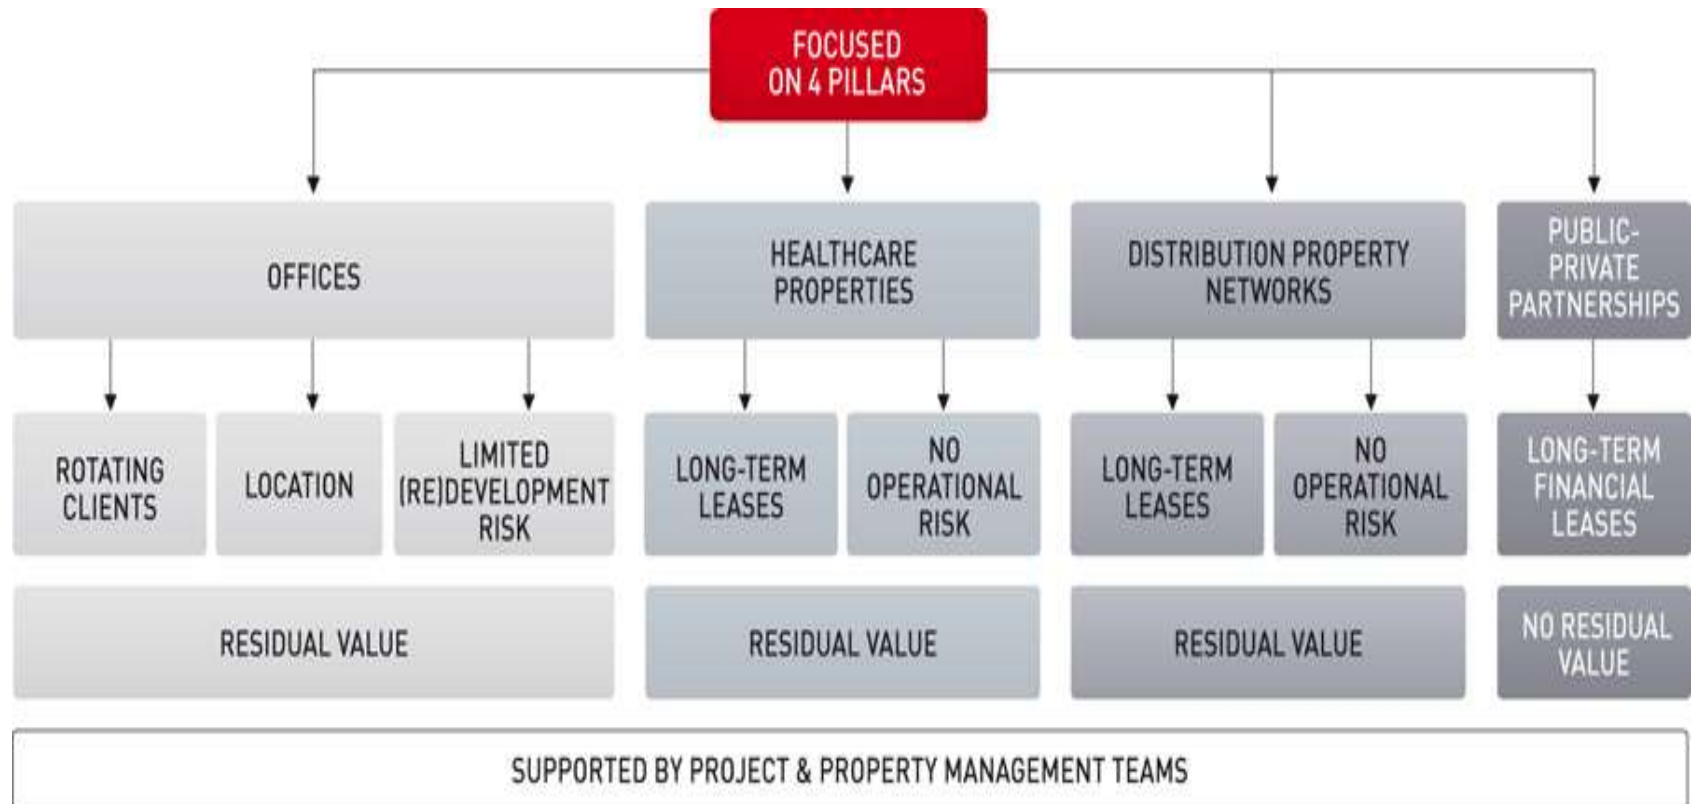 FOCUSED
ON 4 PILLARS
OFFICES
HEALTHCARE
PROPERTIES
DISTRIBUTION PROPERTY
NETWORKS
PUBLIC-
PRIVATE
PARTNERSHIPS
ROTATING
CLIENTS
LOCATION
LIMITED
(RE)DEVELOPMENT
RISK
LONG-TERM
LEASES
NO
OPERATIONAL
RISK
LONG-TERM
LEASES
NO
OPERATIONAL
RISK
LONG-TERM
FINANCIAL
LEASES
RESIDUAL VALUE
RESIDUAL VALUE
RESIDUAL VALUE
NO RESIDUAL
VALUE
SUPPORTED BY PROJECT & PROPERTY MANAGEMENT TEAMS